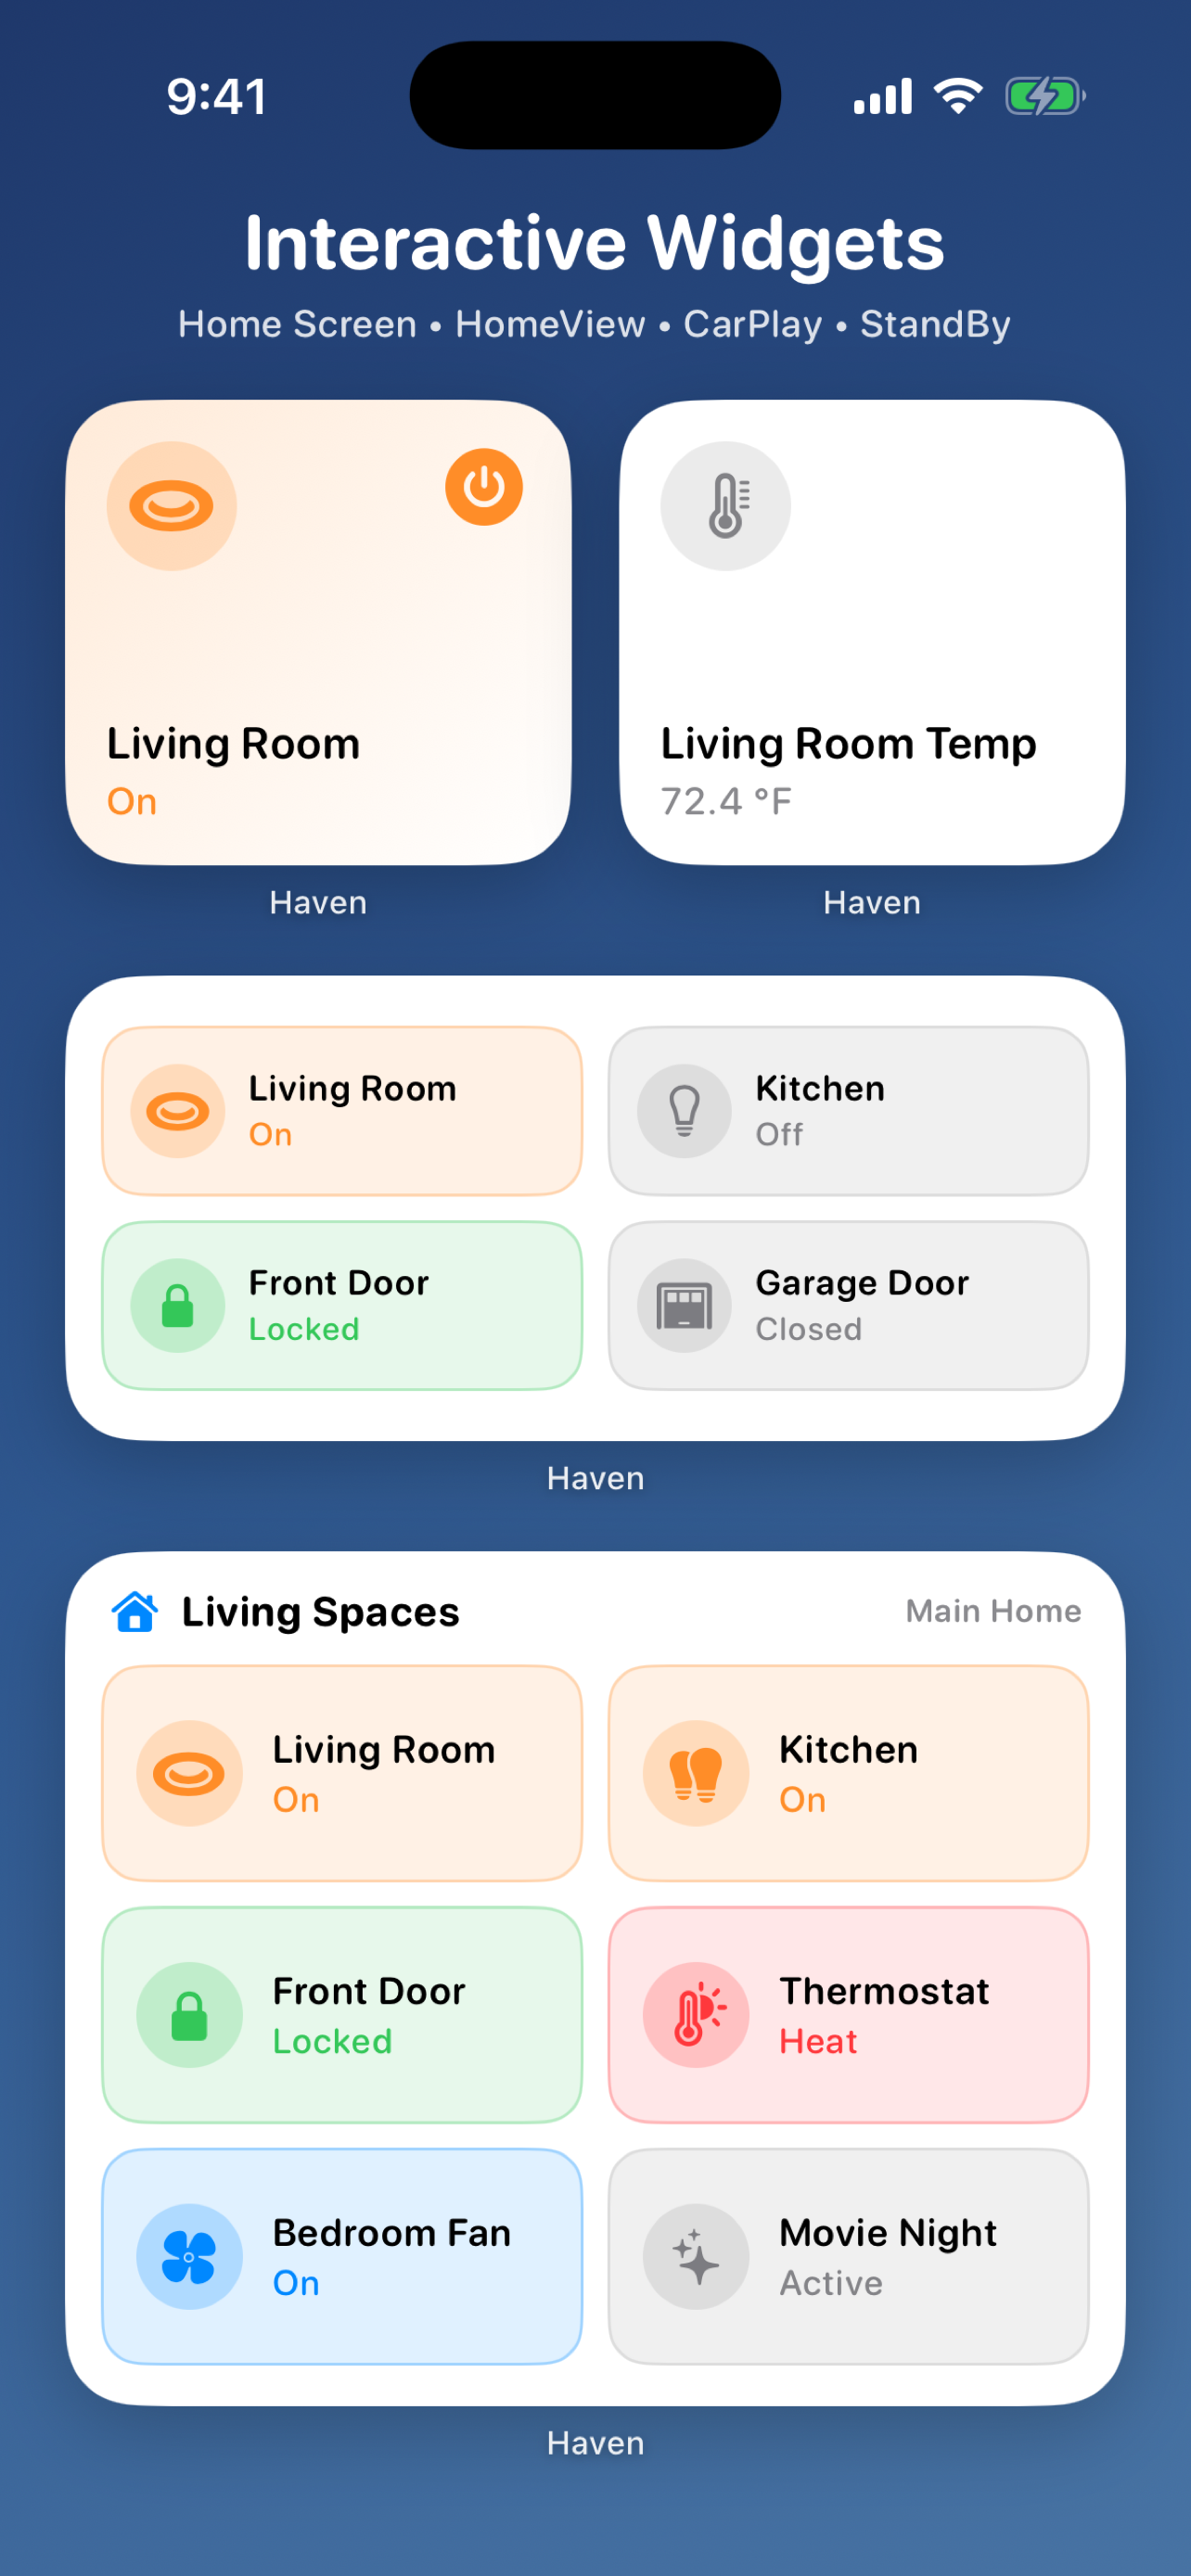 9:41
Interactive Widgets
Home Screen • HomeView • CarPlay • StandBy
Living Room
On
Living Room Temp
72.4 °F
Haven
Haven
Living Room
On
Kitchen
Off
Front Door
Locked
Garage Door
Closed
Haven
Living Spaces
Main Home
Living Room
On
Kitchen
On
Front Door
Locked
Thermostat
Heat
Bedroom Fan
On
Movie Night
Active
Haven